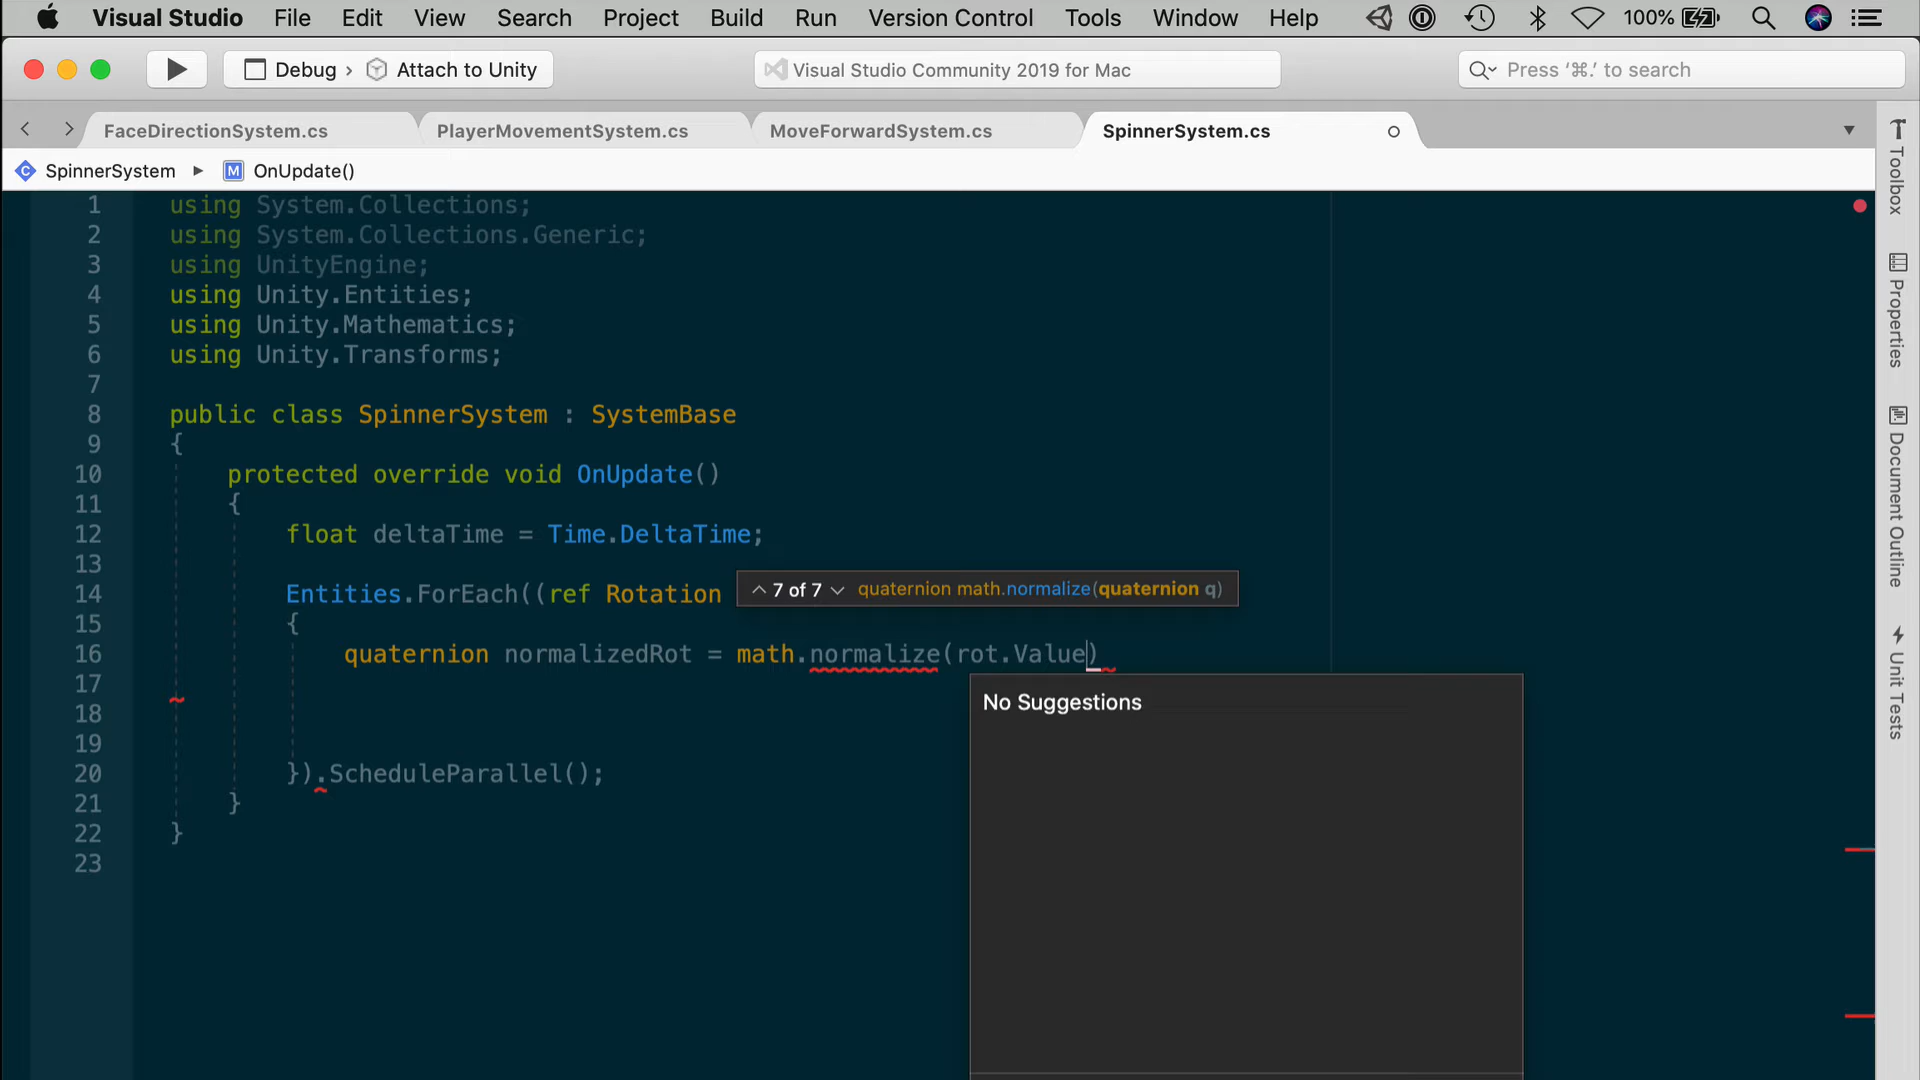 Visual Studio File Edit View Search Project Build Run Version Control Tools Window Help 100%
Debug › Attach to Unity Visual Studio Community 2019 for Mac Press ‘⌘.’ to search
FaceDirectionSystem.cs PlayerMovementSystem.cs MoveForwardSystem.cs SpinnerSystem.cs
C SpinnerSystem ▸ M OnUpdate()
1 using System.Collections;
2 using System.Collections.Generic;
3 using UnityEngine;
4 using Unity.Entities;
5 using Unity.Mathematics;
6 using Unity.Transforms;
7
8 public class SpinnerSystem : SystemBase
9 {
10 protected override void OnUpdate()
11 {
12 float deltaTime = Time.DeltaTime;
13
14 Entities.ForEach((ref Rotation
7 of 7 quaternion math.normalize(quaternion q)
15 {
16 quaternion normalizedRot = math.normalize(rot.Value)
17
No Suggestions
18
19
20 }).ScheduleParallel();
21 }
22 }
23
Toolbox
Properties
Document Outline
Unit Tests